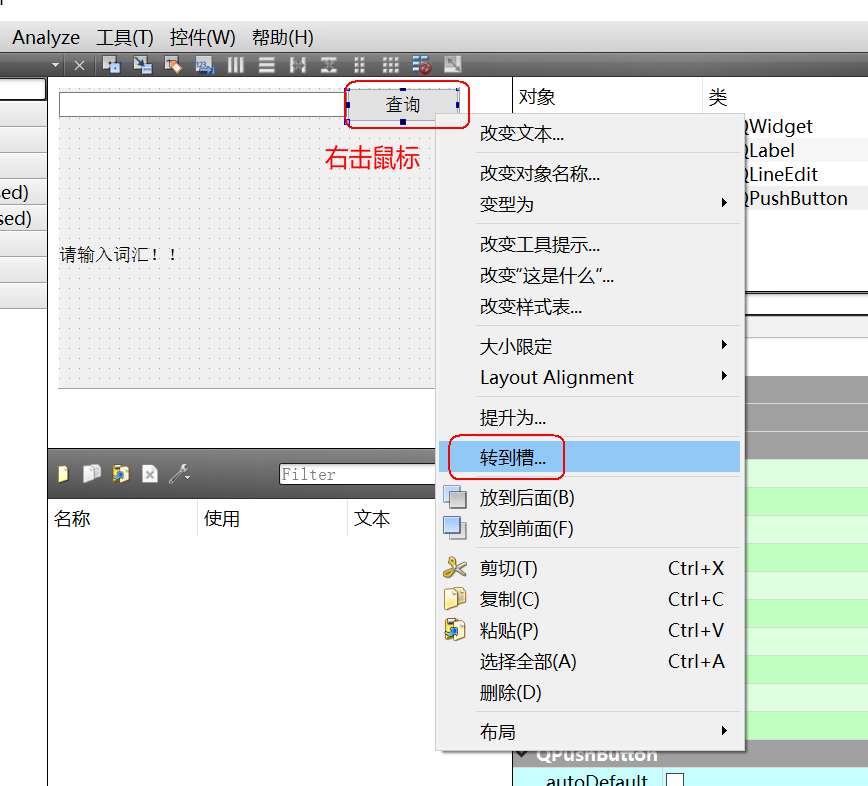 Analyze 工具(T) 控件(W) 帮助(H)
查询
对象 类
右击鼠标
QWidget
QLabel
QLineEdit
QPushButton
sed)
sed)
请输入词汇！！
改变文本...
改变对象名称...
变型为
改变工具提示...
改变“这是什么“...
改变样式表...
大小限定
Layout Alignment
提升为...
转到槽...
放到后面(B)
放到前面(F)
剪切(T) Ctrl+X
复制(C) Ctrl+C
粘贴(P) Ctrl+V
选择全部(A) Ctrl+A
删除(D)
布局
Filter
名称 使用 文本
QPushButton
autoDefault